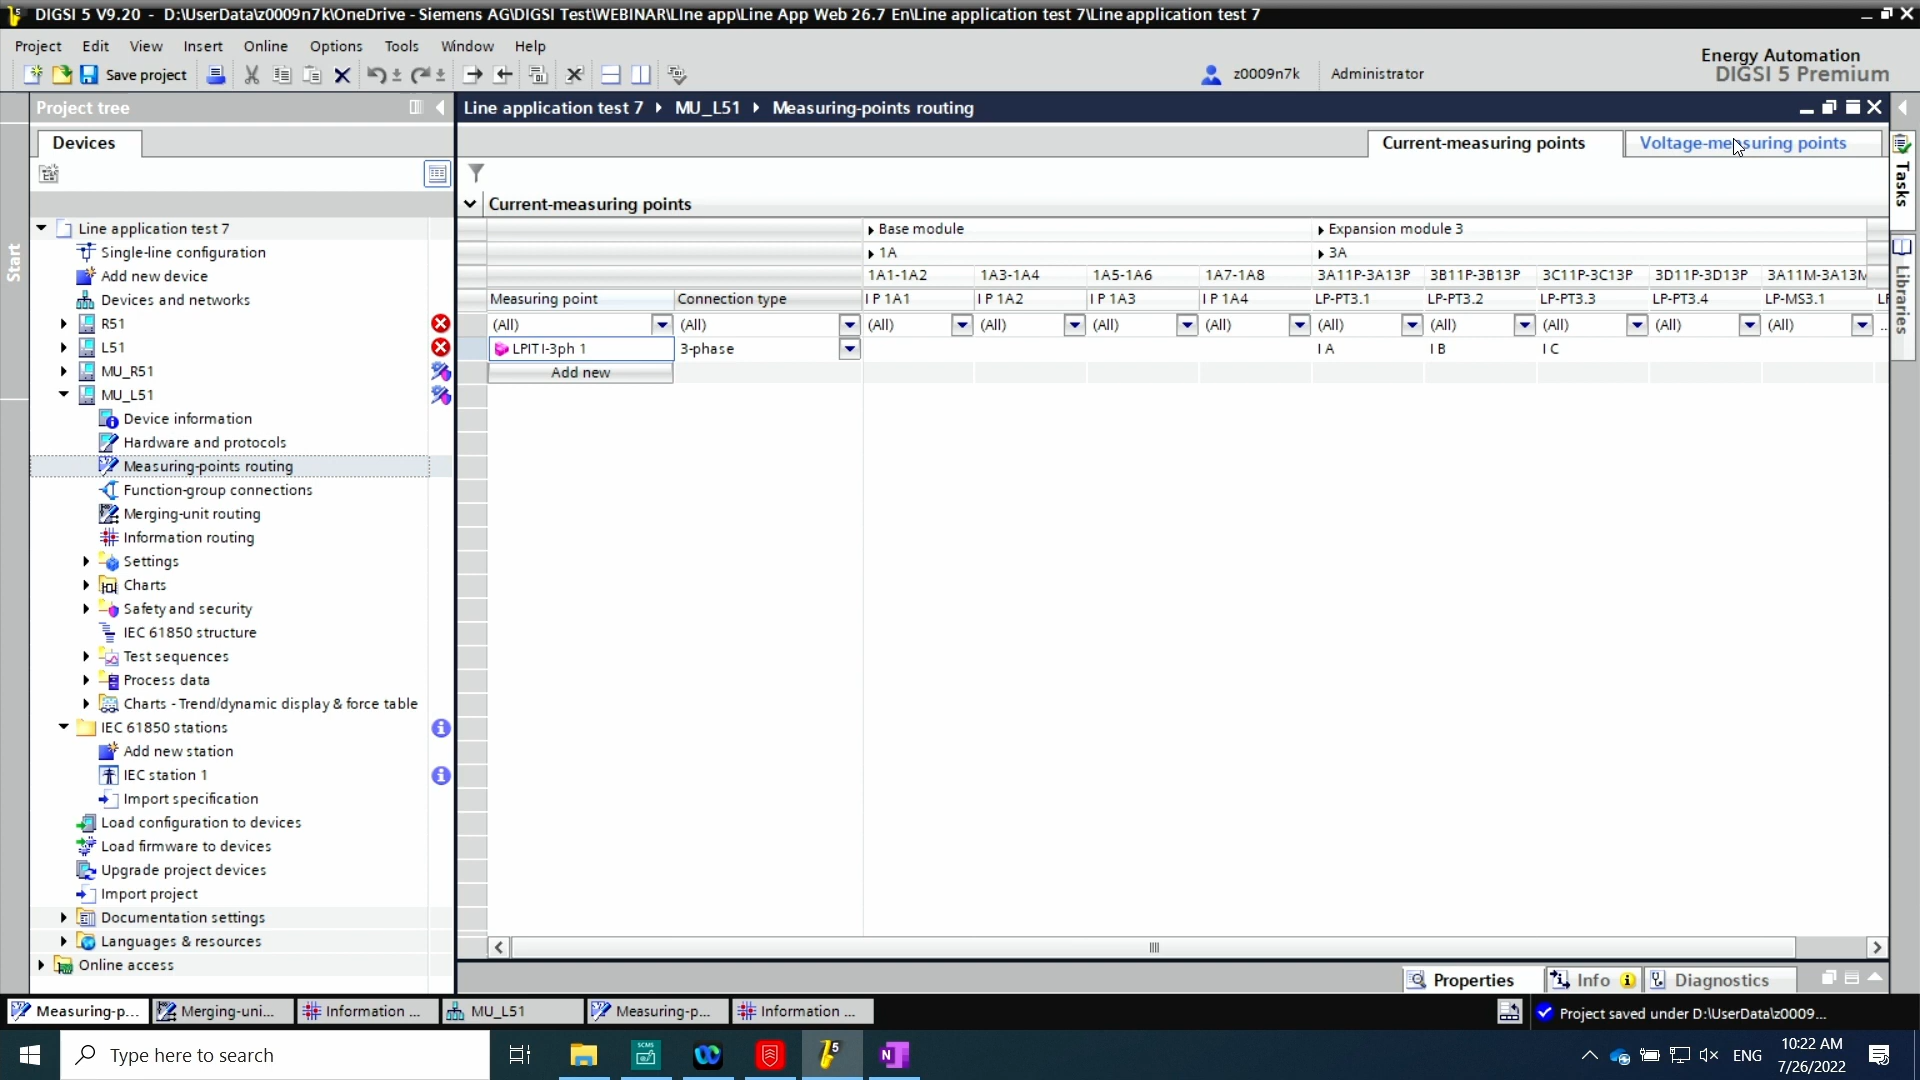 DIGSI 5 V9.20 - D:\UserData\z0009n7k\OneDrive - Siemens AG\DIGSI Test\WEBINAR\LIne app\Line App Web 26.7 En\Line application test 7\Line application test 7
Project Edit View Insert Online Options Tools Window Help
Save project
z0009n7k Administrator
Energy Automation
DIGSI 5 Premium
Project tree
Line application test 7 MU_L51 Measuring-points routing
Devices
Current-measuring points Voltage-measuring points
Start
Tasks
Libraries
Line application test 7
Single-line configuration
Add new device
Devices and networks
R51
L51
MU_R51
MU_L51
Device information
Hardware and protocols
Measuring-points routing
Function-group connections
Merging-unit routing
Information routing
Settings
Charts
Safety and security
IEC 61850 structure
Test sequences
Process data
Charts - Trend/dynamic display & force table
IEC 61850 stations
Add new station
IEC station 1
Import specification
Load configuration to devices
Load firmware to devices
Upgrade project devices
Import project
Documentation settings
Languages & resources
Online access
Current-measuring points
Base module Expansion module 3
1A 3A
1A1-1A2 1A3-1A4 1A5-1A6 1A7-1A8 3A11P-3A13P 3B11P-3B13P 3C11P-3C13P 3D11P-3D13P 3A11M-3A13M
Measuring point Connection type I P 1A1 I P 1A2 I P 1A3 I P 1A4 LP-PT3.1 LP-PT3.2 LP-PT3.3 LP-PT3.4 LP-MS3.1
(All) (All) (All) (All) (All) (All) (All) (All) (All) (All) (All) ...
LPIT I-3ph 1 3-phase I A I B I C
Add new
Properties Info Diagnostics
Measuring-p... Merging-uni... Information ... MU_L51 Measuring-p... Information ...
Project saved under D:\UserData\z0009...
Type here to search
SCMS
ENG
10:22 AM
7/26/2022